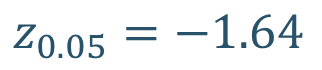 z₀.₀₅ = −1.64